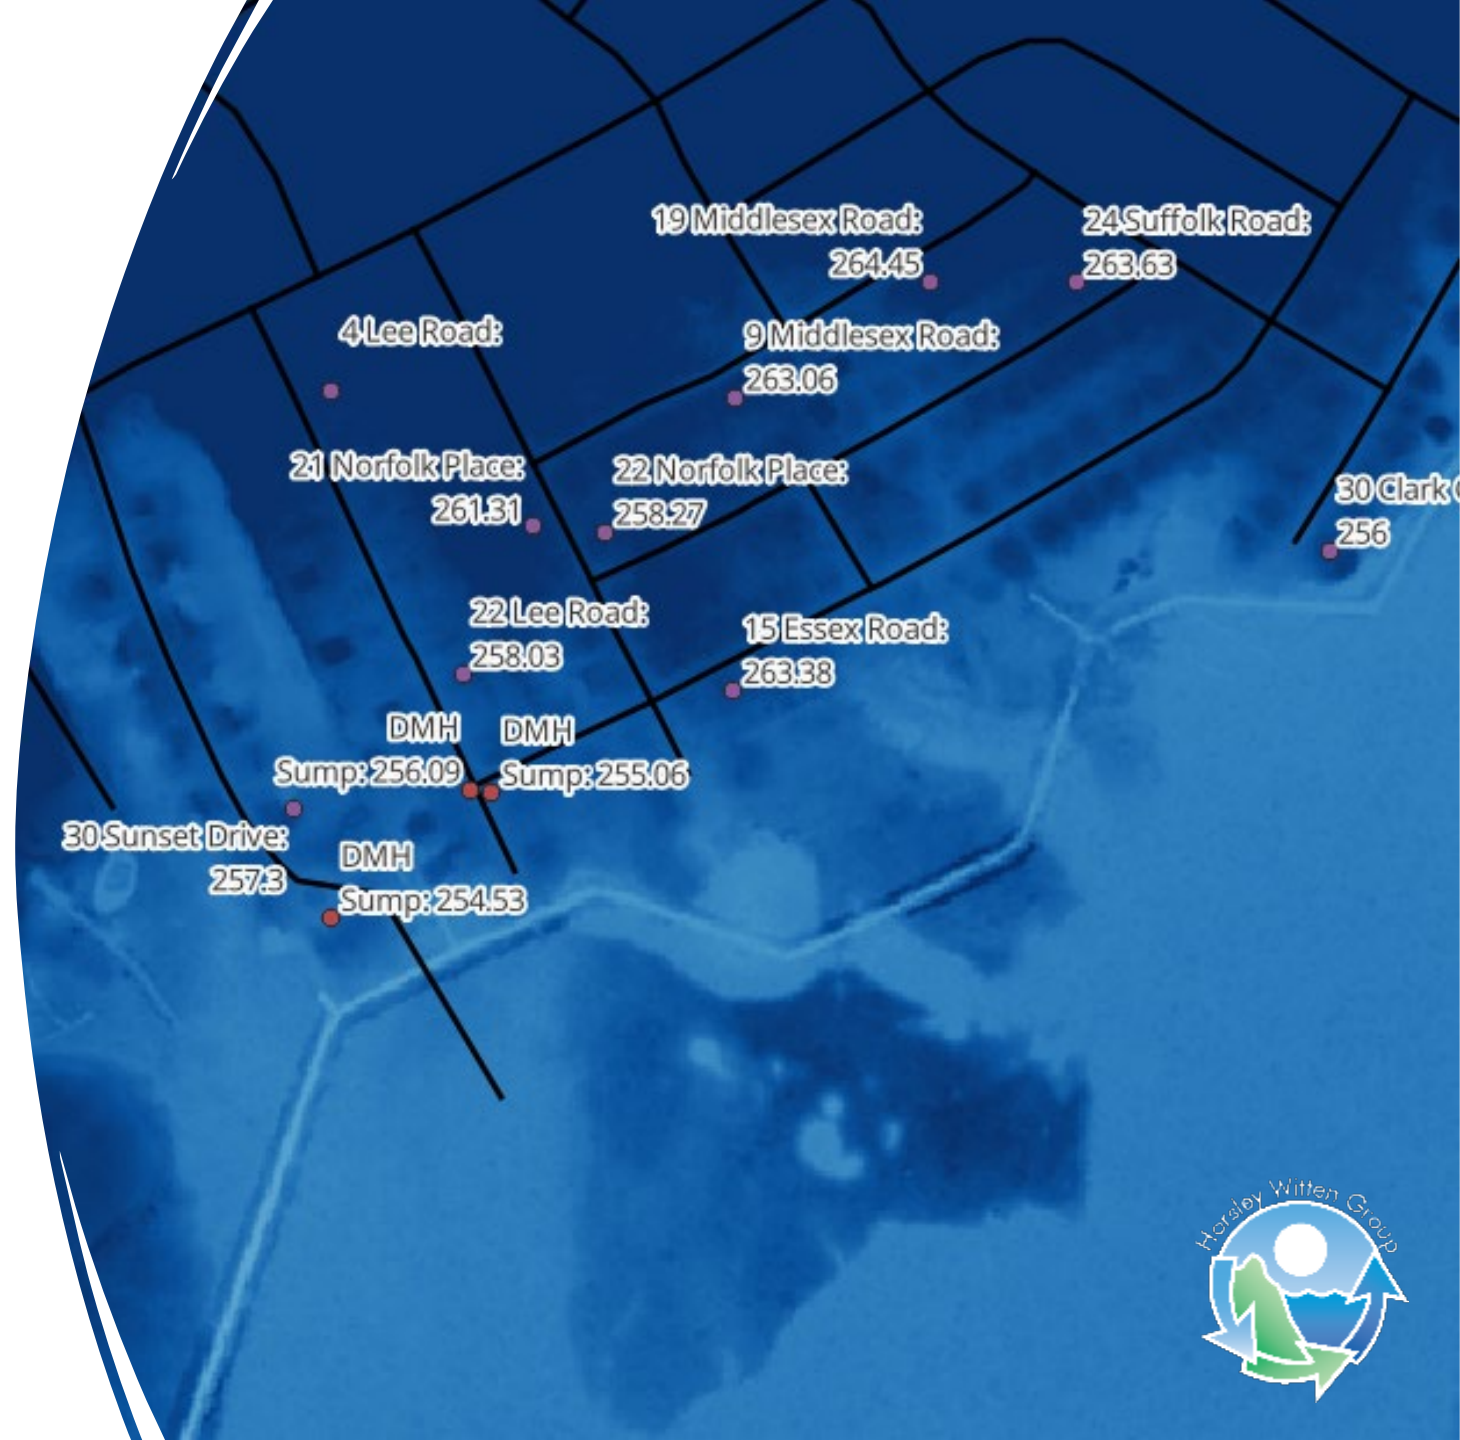 19 Middlesex Road:
264.45
24 Suffolk Road:
263.63
4 Lee Road:
9 Middlesex Road:
263.06
21 Norfolk Place:
261.31
22 Norfolk Place:
258.27
30 Clark
256
22 Lee Road:
258.03
15 Essex Road:
263.38
DMH
Sump: 256.09
DMH
Sump: 255.06
30 Sunset Drive:
257.3
DMH
Sump: 254.53
Horsley Witten Group